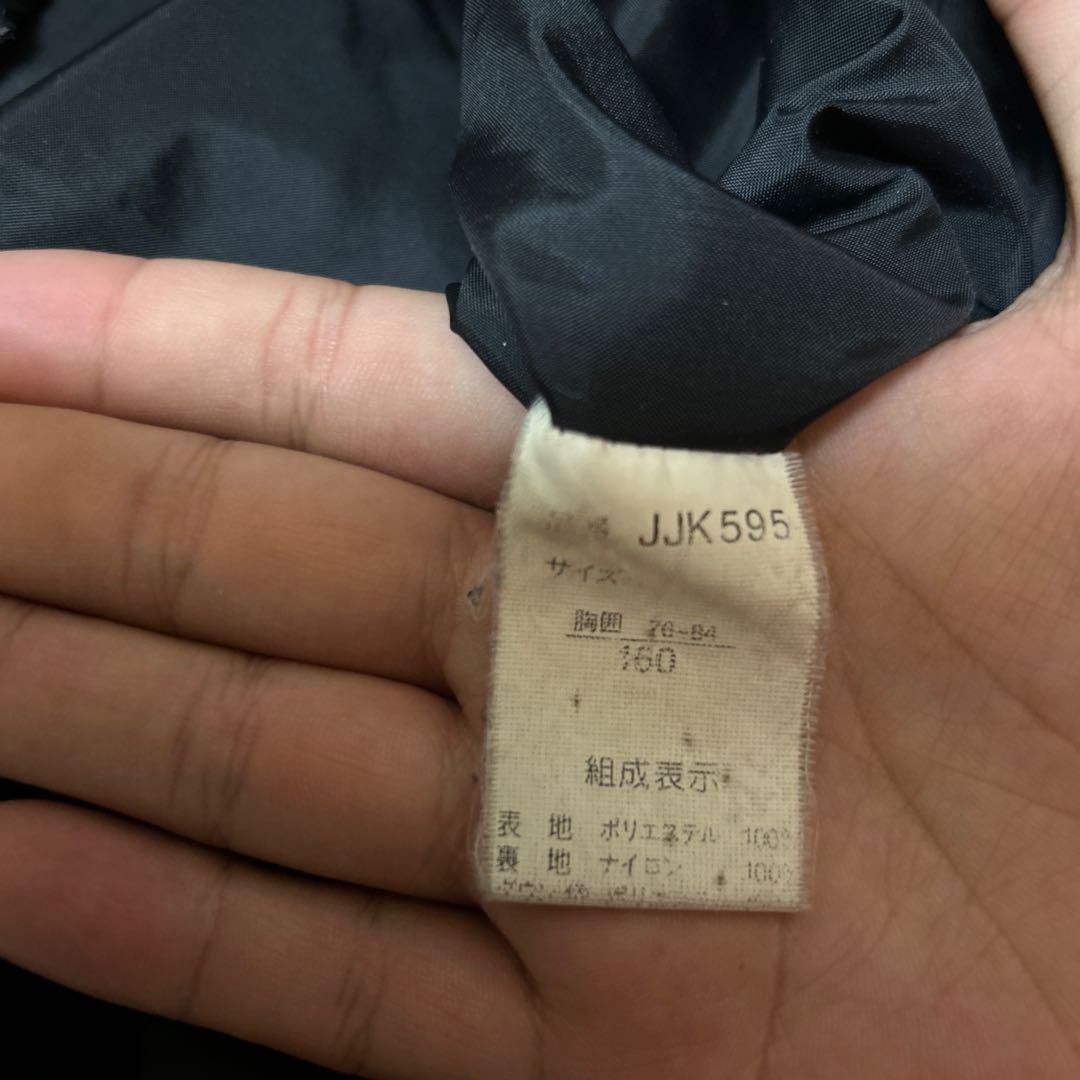 JJK595
サイズ
胸囲 76-84
160
組成表示
表 地 ポリエステル 100%
裏 地 ナイロン 100%